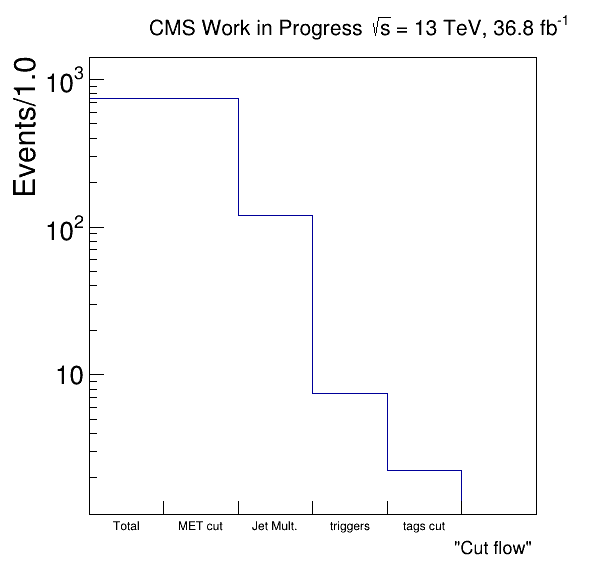 CMS Work in Progress √s = 13 TeV, 36.8 fb⁻¹
Events/1.0
10³
10²
10
Total MET cut Jet Mult. triggers tags cut
"Cut flow"